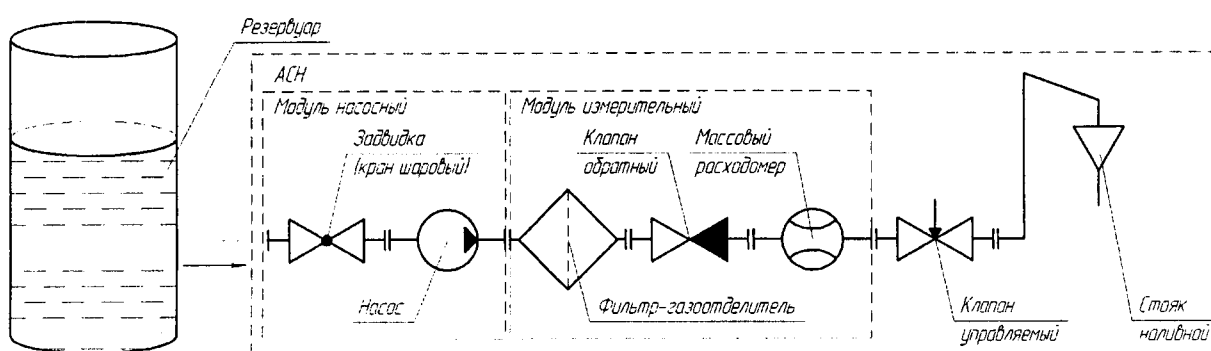 Резервуар
АСН
Модуль насосный
Модуль измерительный
Задвидка
(кран шаровый)
Клапан
обратный
Массовый
расходомер
Насос
Фильтр-газоотделитель
Клапан
управляемый
Стояк
наливной